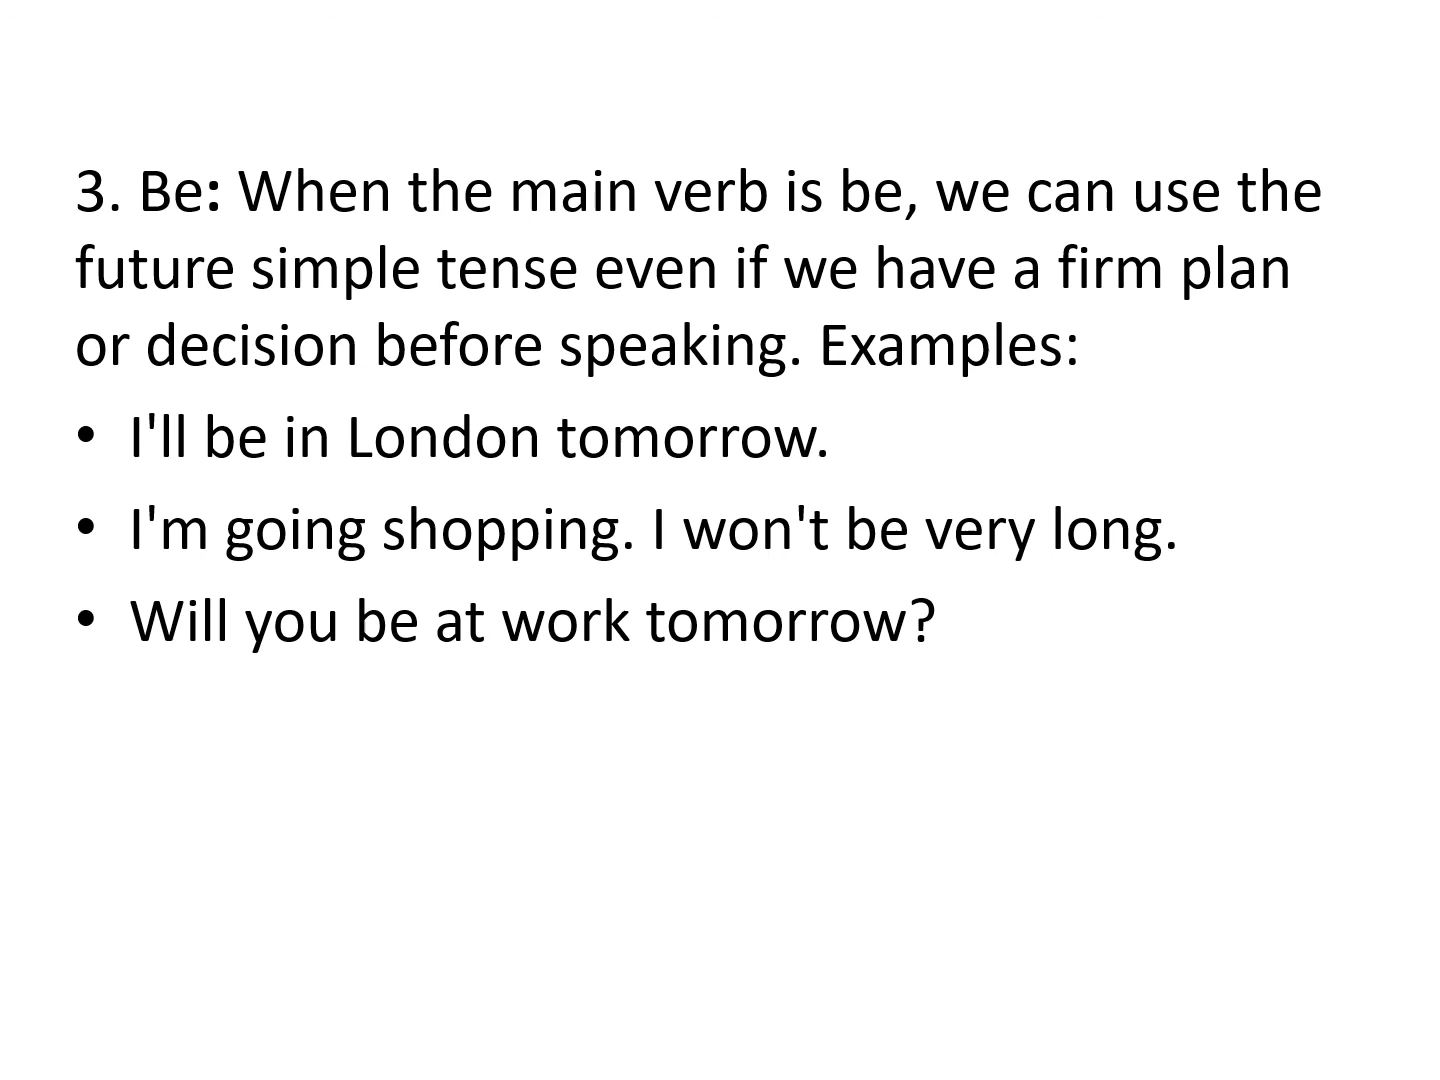 3. Be: When the main verb is be, we can use the
future simple tense even if we have a firm plan
or decision before speaking. Examples:
• I'll be in London tomorrow.
• I'm going shopping. I won't be very long.
• Will you be at work tomorrow?